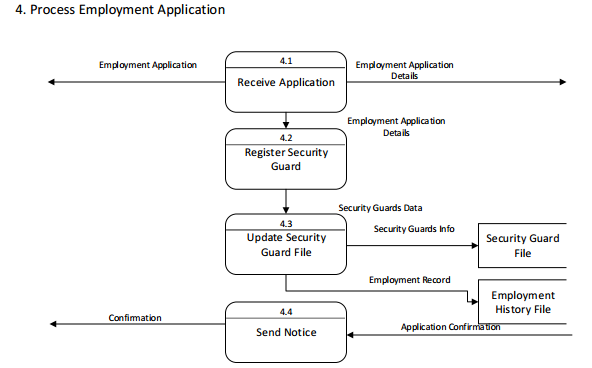 4. Process Employment Application
4.1
Employment Application
Employment Application
Details
Receive Application
Employment Application
Details
4.2
Register Security
Guard
Security Guards Data
4.3
Security Guards Info
Update Security
Guard File
Security Guard
File
Employment Record
Employment
History File
4.4
Confirmation
Send Notice
Application Confirmation